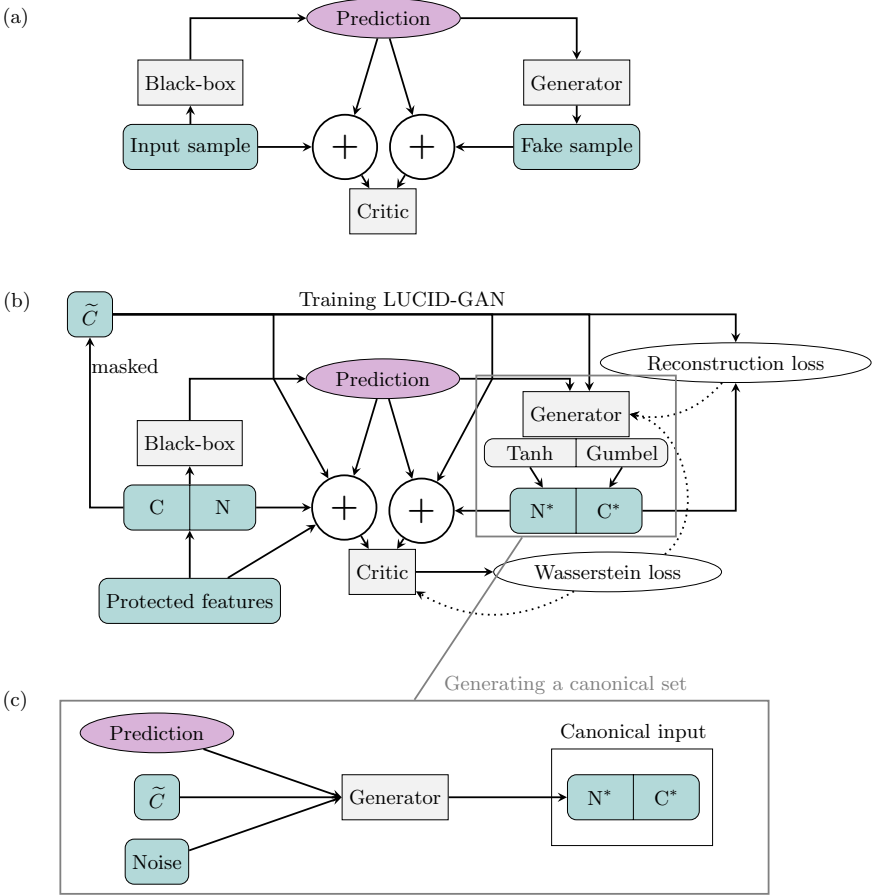 (a)
Prediction
Black-box
Generator
Input sample
+
+
Fake sample
Critic
(b)
Training LUCID-GAN
C̃
masked
Reconstruction loss
Prediction
Generator
Black-box
Tanh
Gumbel
C
N
+
+
N*
C*
Critic
Wasserstein loss
Protected features
Generating a canonical set
(c)
Prediction
Canonical input
C̃
Generator
N*
C*
Noise